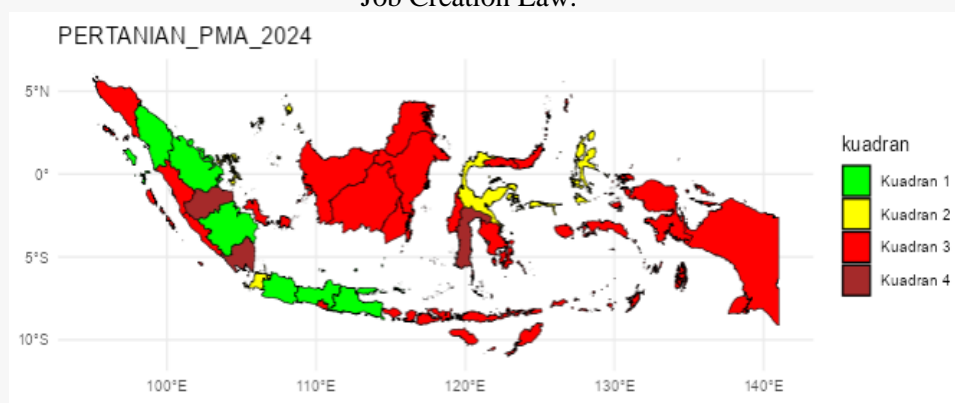 Job Creation Law.
PERTANIAN_PMA_2024
5°N
0°
5°S
10°S
100°E 110°E 120°E 130°E 140°E
kuadran
Kuadran 1
Kuadran 2
Kuadran 3
Kuadran 4